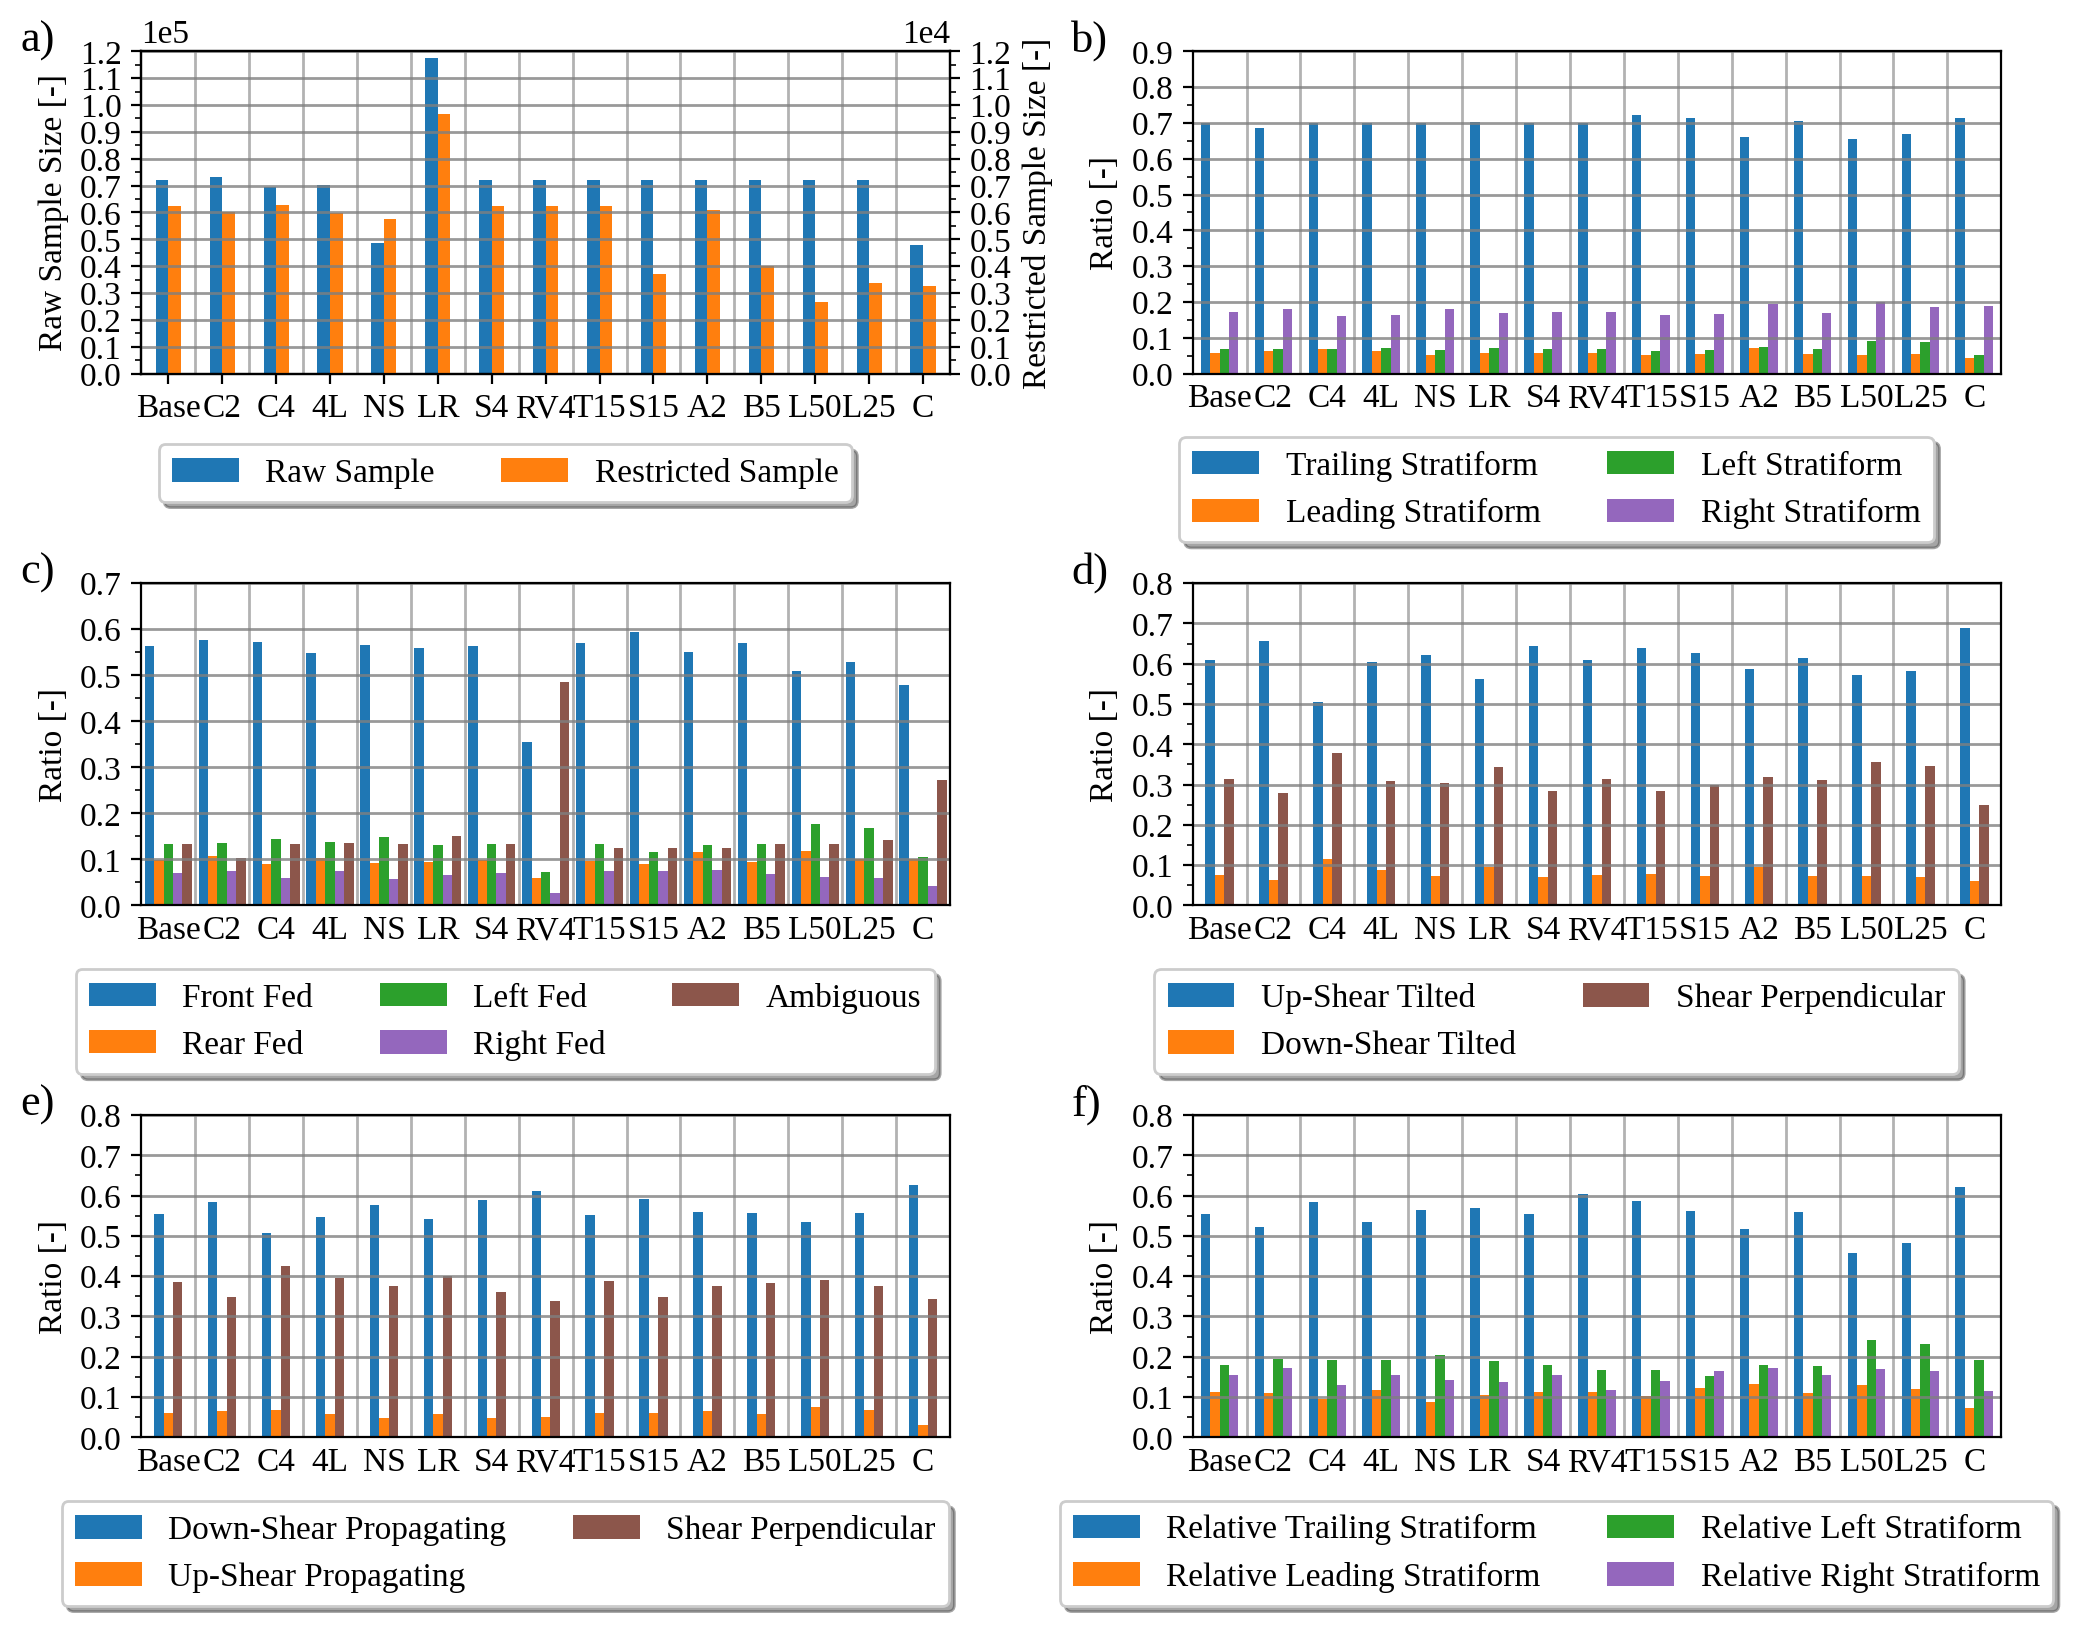 a)
1e5
1e4
1.2
1.1
1.0
0.9
0.8
0.7
0.6
0.5
0.4
0.3
0.2
0.1
0.0
Raw Sample Size [-]
1.2
1.1
1.0
0.9
0.8
0.7
0.6
0.5
0.4
0.3
0.2
0.1
0.0
Restricted Sample Size [-]
Base C2 C4 4L NS LR S4 RV4 T15 S15 A2 B5 L50 L25 C
Raw Sample Restricted Sample
b)
0.9
0.8
0.7
0.6
0.5
0.4
0.3
0.2
0.1
0.0
Ratio [-]
Base C2 C4 4L NS LR S4 RV4 T15 S15 A2 B5 L50 L25 C
Trailing Stratiform Left Stratiform
Leading Stratiform Right Stratiform
c)
0.7
0.6
0.5
0.4
0.3
0.2
0.1
0.0
Ratio [-]
Base C2 C4 4L NS LR S4 RV4 T15 S15 A2 B5 L50 L25 C
Front Fed Left Fed Ambiguous
Rear Fed Right Fed
d)
0.8
0.7
0.6
0.5
0.4
0.3
0.2
0.1
0.0
Ratio [-]
Base C2 C4 4L NS LR S4 RV4 T15 S15 A2 B5 L50 L25 C
Up-Shear Tilted Shear Perpendicular
Down-Shear Tilted
e)
0.8
0.7
0.6
0.5
0.4
0.3
0.2
0.1
0.0
Ratio [-]
Base C2 C4 4L NS LR S4 RV4 T15 S15 A2 B5 L50 L25 C
Down-Shear Propagating Shear Perpendicular
Up-Shear Propagating
f)
0.8
0.7
0.6
0.5
0.4
0.3
0.2
0.1
0.0
Ratio [-]
Base C2 C4 4L NS LR S4 RV4 T15 S15 A2 B5 L50 L25 C
Relative Trailing Stratiform Relative Left Stratiform
Relative Leading Stratiform Relative Right Stratiform